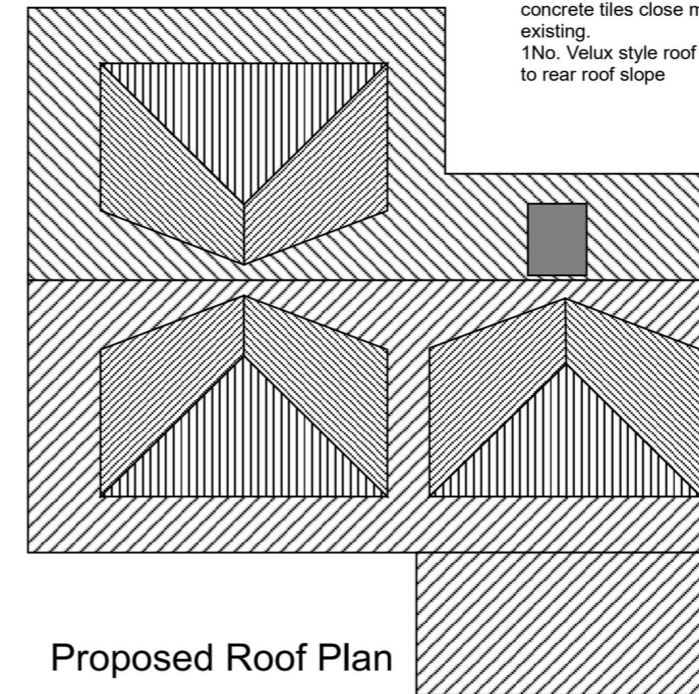 concrete tiles close
existing.
1No. Velux style roof
to rear roof slope
Proposed Roof Plan